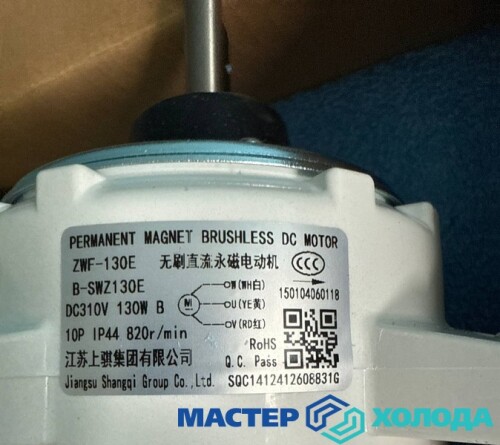 PERMANENT MAGNET BRUSHLESS DC MOTOR
ZWF-130E 无刷直流永磁电动机 CCC
B-SWZ130E W(WH白) 150104060118
DC310V 130W B M U(YE黄)
10P IP44 820r/min V(RD红)
RoHS
江苏上骐集团有限公司 Q.C. Pass
Jiangsu Shangqi Group Co.,Ltd. SQC1412412608831G
МАСТЕР ХОЛОДА